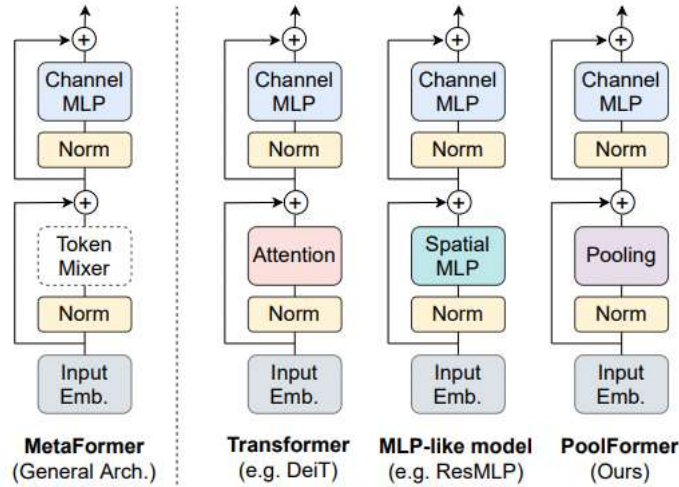 +
Channel
MLP
Norm
+
Token
Mixer
Norm
Input
Emb.
MetaFormer
(General Arch.)
+
Channel
MLP
Norm
+
Attention
Norm
Input
Emb.
Transformer
(e.g. DeiT)
+
Channel
MLP
Norm
+
Spatial
MLP
Norm
Input
Emb.
MLP-like model
(e.g. ResMLP)
+
Channel
MLP
Norm
+
Pooling
Norm
Input
Emb.
PoolFormer
(Ours)